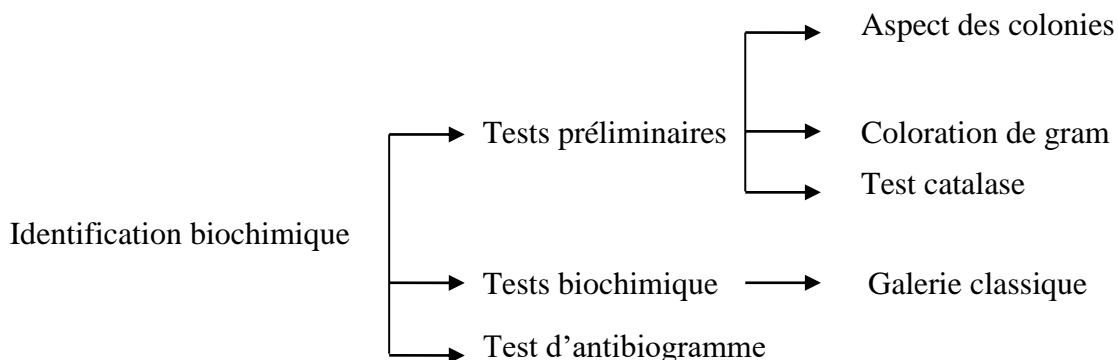 Aspect des colonies
Tests préliminaires
Coloration de gram
Test catalase
Identification biochimique
Tests biochimique
Galerie classique
Test d’antibiogramme